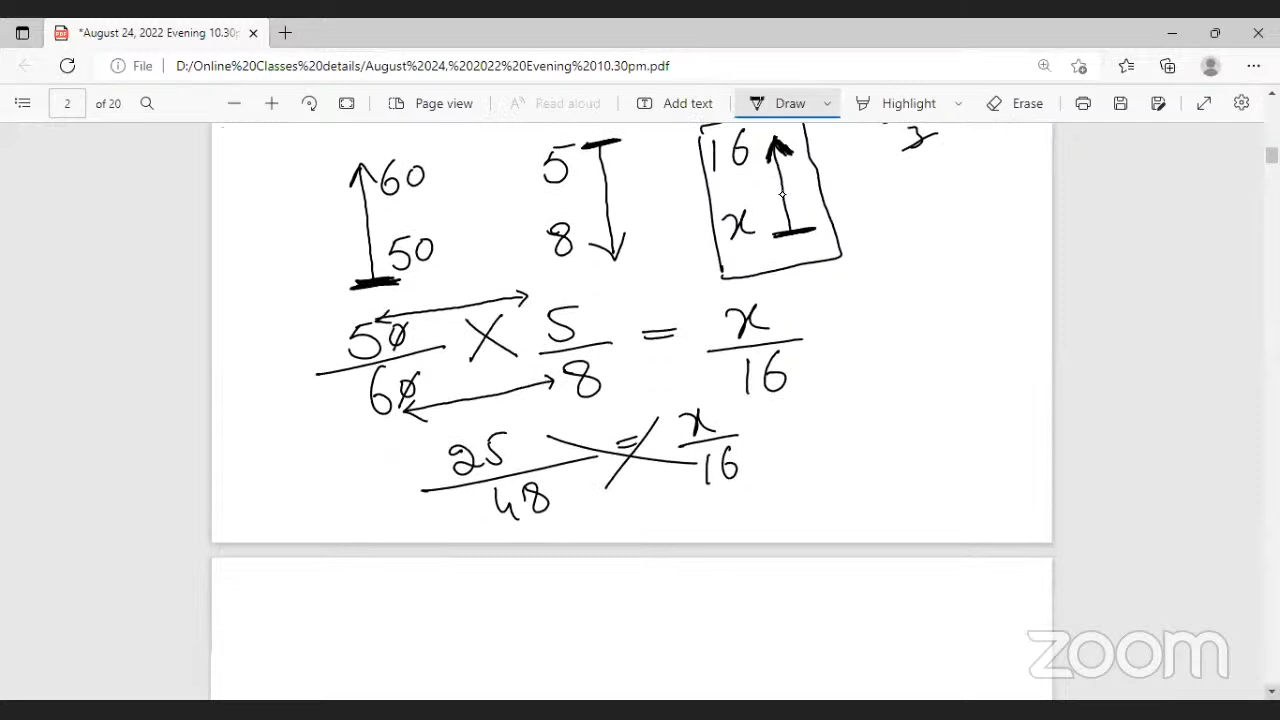 *August 24, 2022 Evening 10.30p
File D:/Online%20Classes%20details/August%2024.%202022%20Evening%2010.30pm.pdf
2 of 20 Page view Read aloud Add text Draw Highlight Erase
3
60 5 16
50 8 x
50/60 × 5/8 = x/16
25/48 = x/16
zoom